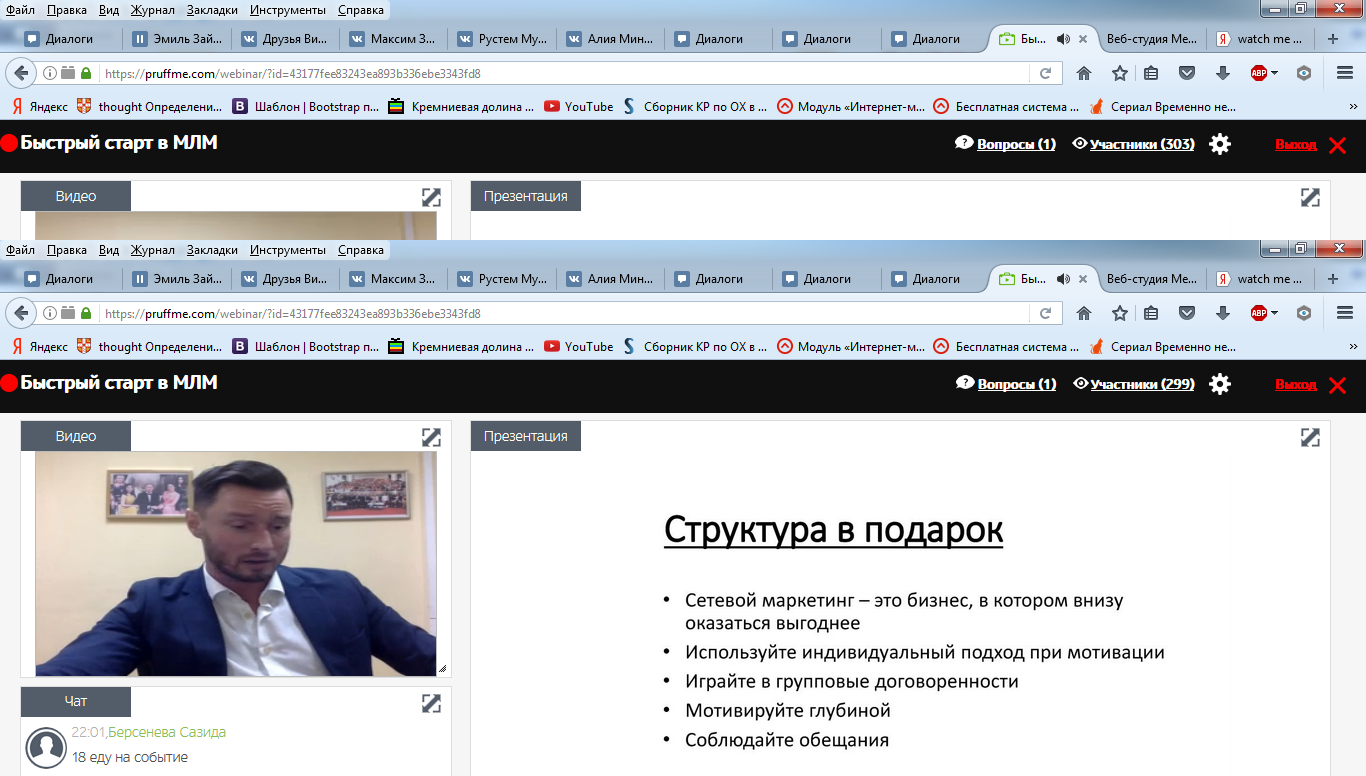 Файл Правка Вид Журнал Закладки Инструменты Справка
Диалоги Эмиль Зай... Друзья Ви... Максим З... Рустем Му... Алия Мин... Диалоги Диалоги Диалоги Бы... Веб-студия Ме... watch me ...
https://pruffme.com/webinar/?id=43177fee83243ea893b336ebe3343fd8
Яндекс thought Определени... Шаблон | Bootstrap п... Кремниевая долина ... YouTube Сборник КР по ОХ в ... Модуль «Интернет-м... Бесплатная система ... Сериал Временно не...
Быстрый старт в МЛМ Вопросы (1) Участники (303) Выход
Видео Презентация
Файл Правка Вид Журнал Закладки Инструменты Справка
Диалоги Эмиль Зай... Друзья Ви... Максим З... Рустем Му... Алия Мин... Диалоги Диалоги Диалоги Бы... Веб-студия Ме... watch me ...
https://pruffme.com/webinar/?id=43177fee83243ea893b336ebe3343fd8
Яндекс thought Определени... Шаблон | Bootstrap п... Кремниевая долина ... YouTube Сборник КР по ОХ в ... Модуль «Интернет-м... Бесплатная система ... Сериал Временно не...
Быстрый старт в МЛМ Вопросы (1) Участники (299) Выход
Видео Презентация
Структура в подарок
• Сетевой маркетинг – это бизнес, в котором внизу
оказаться выгоднее
• Используйте индивидуальный подход при мотивации
• Играйте в групповые договоренности
• Мотивируйте глубиной
• Соблюдайте обещания
Чат
22:01,Берсенева Сазида
18 еду на событие